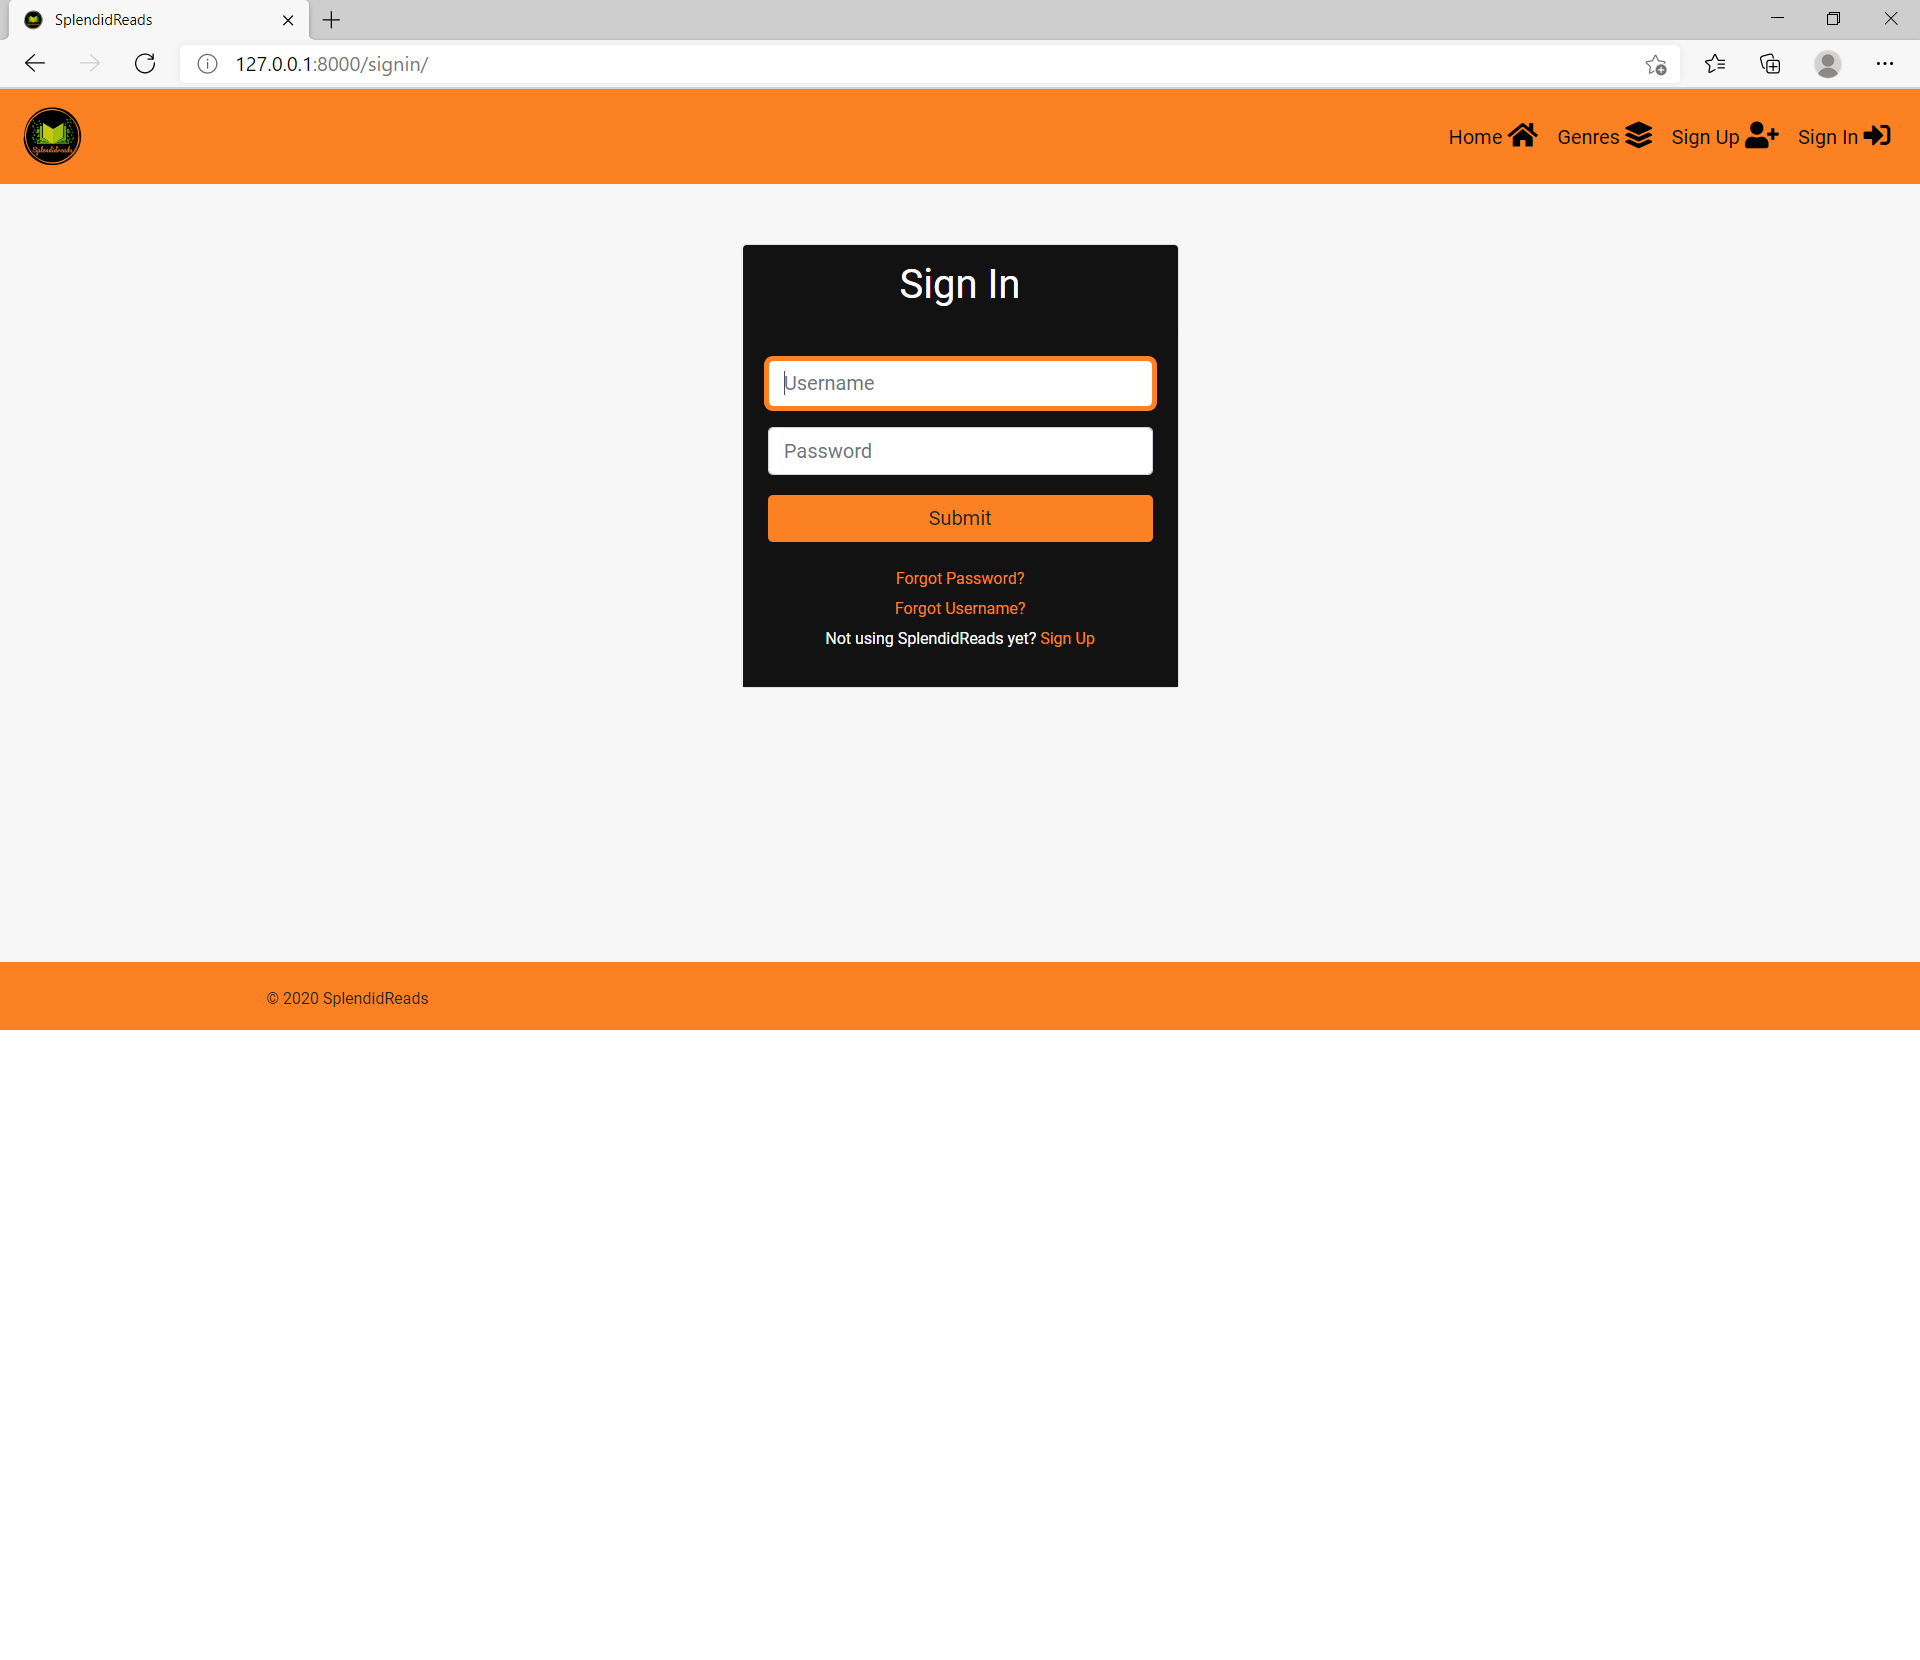 SplendidReads
127.0.0.1:8000/signin/
Splendidreads
Home Genres Sign Up Sign In
Sign In
Username
Password
Submit
Forgot Password?
Forgot Username?
Not using SplendidReads yet? Sign Up
© 2020 SplendidReads